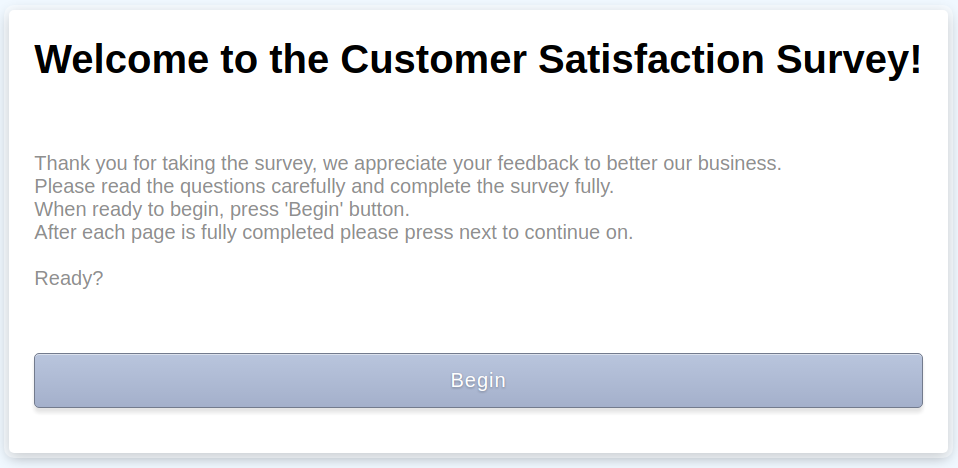 Welcome to the Customer Satisfaction Survey!
Thank you for taking the survey, we appreciate your feedback to better our business.
Please read the questions carefully and complete the survey fully.
When ready to begin, press 'Begin' button.
After each page is fully completed please press next to continue on.
Ready?
Begin